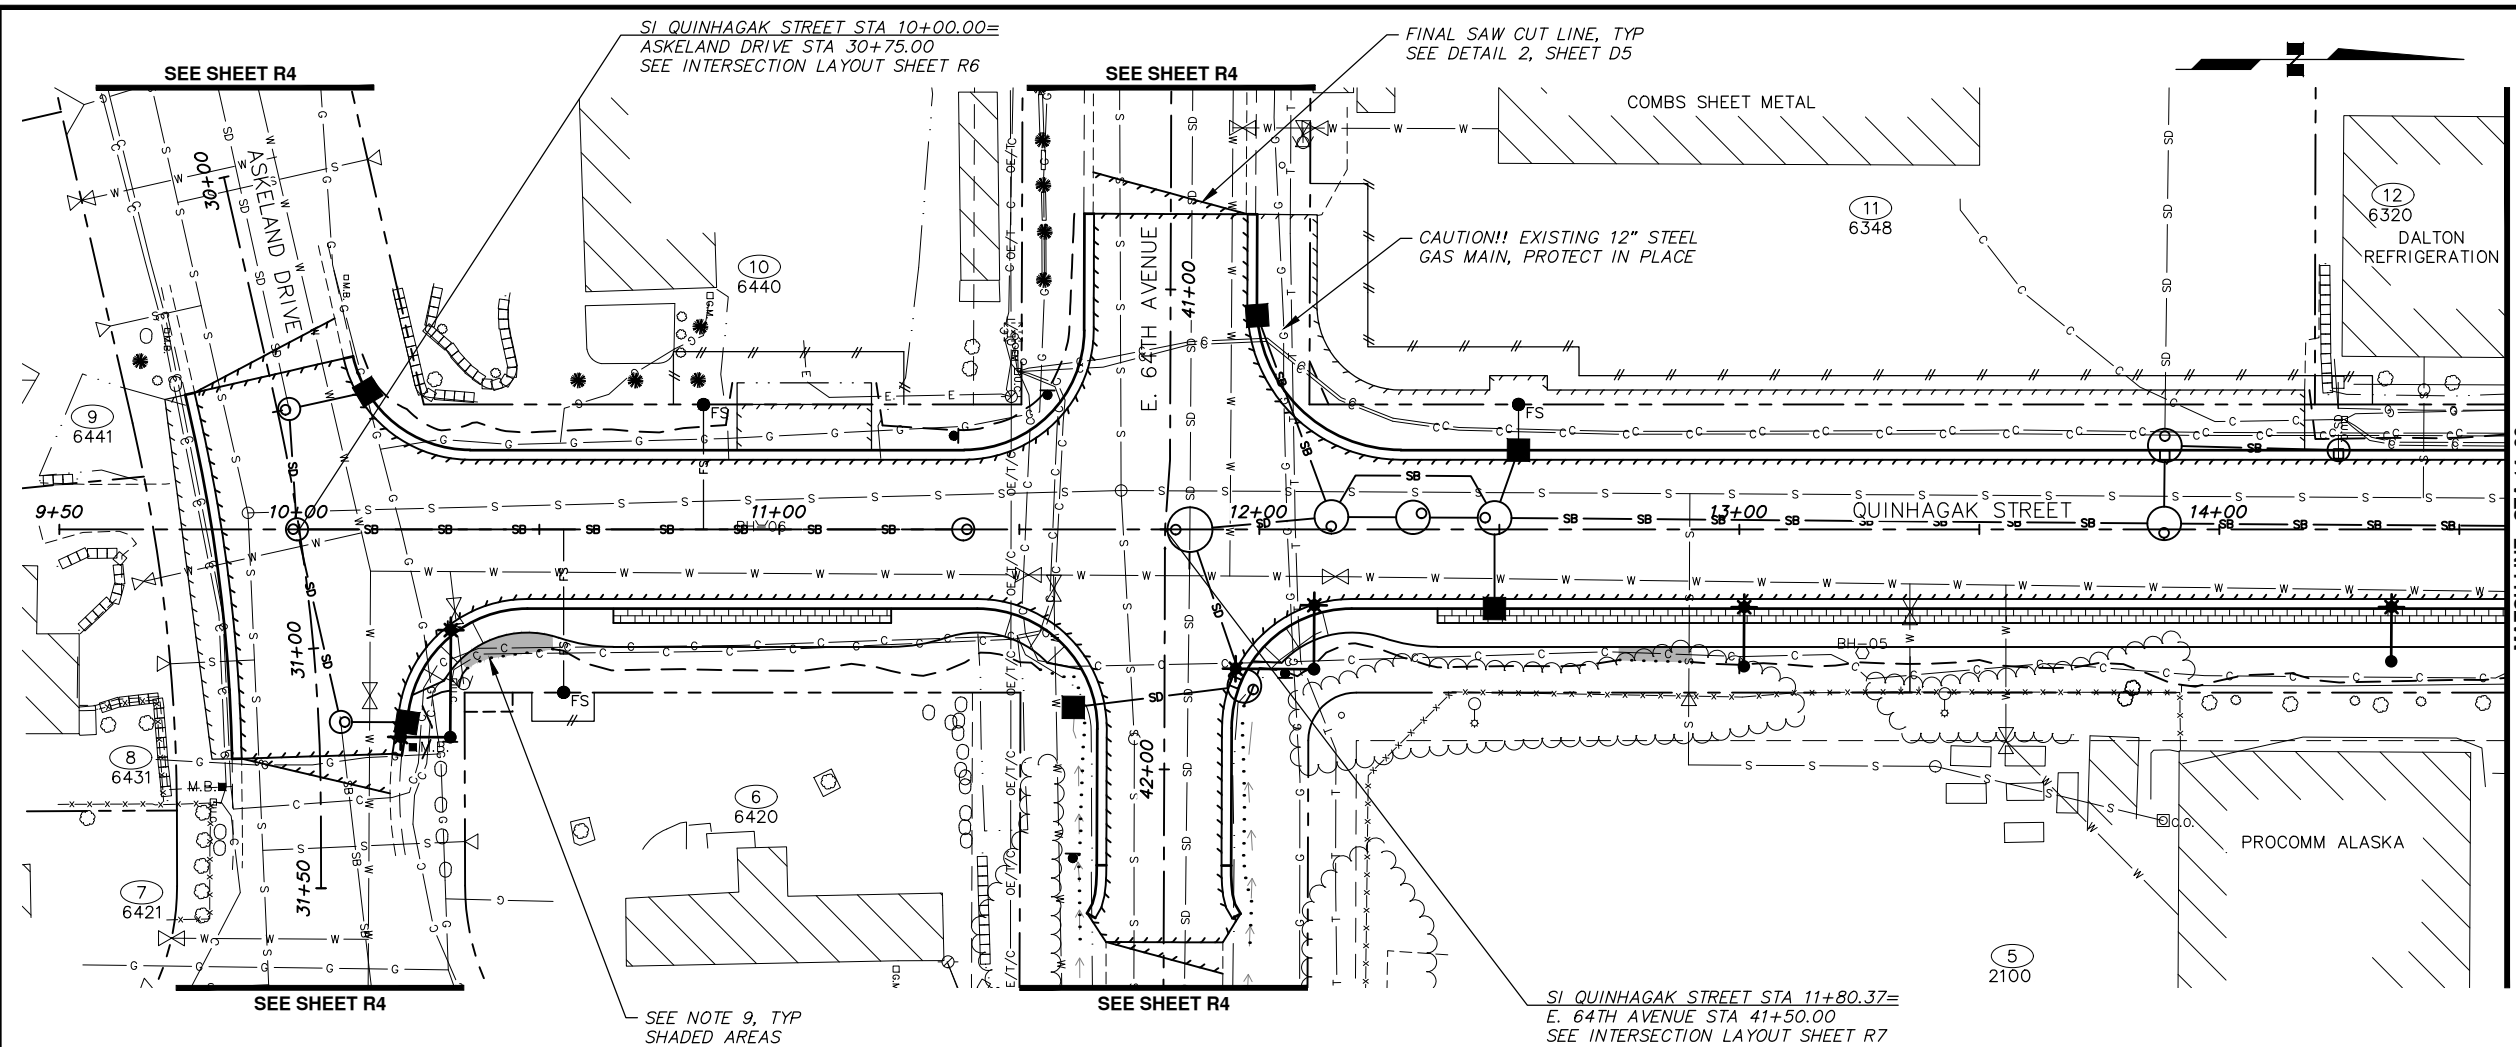 SI QUINHAGAK STREET STA 10+00.00=
ASKELAND DRIVE STA 30+75.00
SEE INTERSECTION LAYOUT SHEET R6
FINAL SAW CUT LINE, TYP
SEE DETAIL 2, SHEET D5
SEE SHEET R4
SEE SHEET R4
N
COMBS SHEET METAL
30+00
ASKELAND DRIVE
M.B.
10
6440
G.M.
E. 64TH AVENUE
41+00
CAUTION!! EXISTING 12" STEEL
GAS MAIN, PROTECT IN PLACE
11
6348
12
6320
DALTON
REFRIGERATION
9
6441
FS
FS
9+50
10+00
11+00
12+00
13+00
QUINHAGAK STREET
14+00
31+00
FS
BH-05
8
6431
M.B.
42+00
6
6420
C.O.
PROCOMM ALASKA
31+50
7
6421
5
2100
SEE SHEET R4
SEE SHEET R4
SEE NOTE 9, TYP
SHADED AREAS
SI QUINHAGAK STREET STA 11+80.37=
E. 64TH AVENUE STA 41+50.00
SEE INTERSECTION LAYOUT SHEET R7